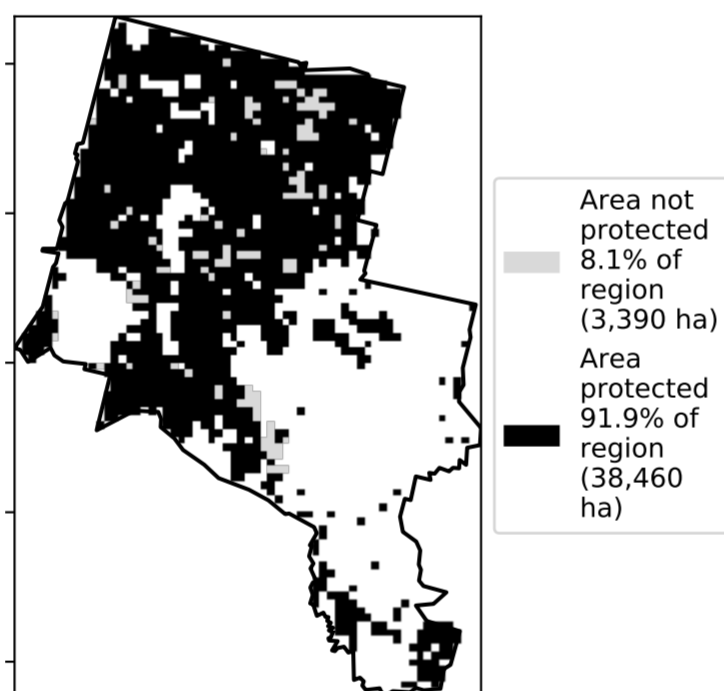 Area not
protected
8.1% of
region
(3,390 ha)
Area
protected
91.9% of
region
(38,460
ha)